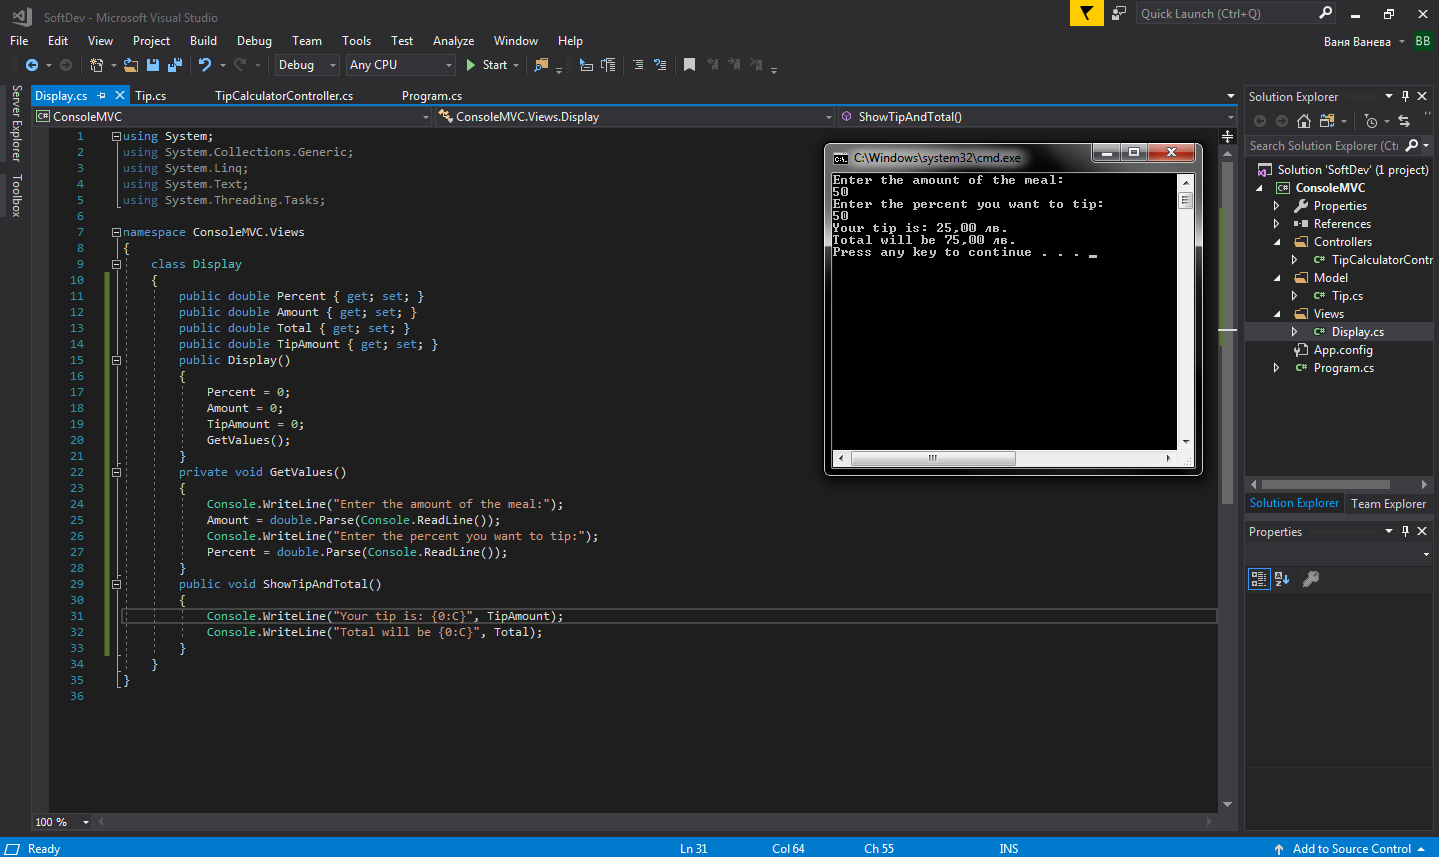 SoftDev - Microsoft Visual Studio
Quick Launch (Ctrl+Q)
File Edit View Project Build Debug Team Tools Test Analyze Window Help
Ваня Ванева BB
Debug Any CPU Start
Server Explorer
Toolbox
Display.cs Tip.cs TipCalculatorController.cs Program.cs
C# ConsoleMVC ConsoleMVC.Views.Display ShowTipAndTotal()
1 using System;
2 using System.Collections.Generic;
3 using System.Linq;
4 using System.Text;
5 using System.Threading.Tasks;
6
7 namespace ConsoleMVC.Views
8 {
9 class Display
10 {
11 public double Percent { get; set; }
12 public double Amount { get; set; }
13 public double Total { get; set; }
14 public double TipAmount { get; set; }
15 public Display()
16 {
17 Percent = 0;
18 Amount = 0;
19 TipAmount = 0;
20 GetValues();
21 }
22 private void GetValues()
23 {
24 Console.WriteLine("Enter the amount of the meal:");
25 Amount = double.Parse(Console.ReadLine());
26 Console.WriteLine("Enter the percent you want to tip:");
27 Percent = double.Parse(Console.ReadLine());
28 }
29 public void ShowTipAndTotal()
30 {
31 Console.WriteLine("Your tip is: {0:C}", TipAmount);
32 Console.WriteLine("Total will be {0:C}", Total);
33 }
34 }
35 }
36
100 %
C:\Windows\system32\cmd.exe
Enter the amount of the meal:
50
Enter the percent you want to tip:
50
Your tip is: 25,00 лв.
Total will be 75,00 лв.
Press any key to continue . . . _
Solution Explorer
Search Solution Explorer (Ctr
Solution 'SoftDev' (1 project)
C# ConsoleMVC
Properties
References
Controllers
C# TipCalculatorContr
Model
C# Tip.cs
Views
C# Display.cs
App.config
C# Program.cs
Solution Explorer Team Explorer
Properties
Ready Ln 31 Col 64 Ch 55 INS Add to Source Control